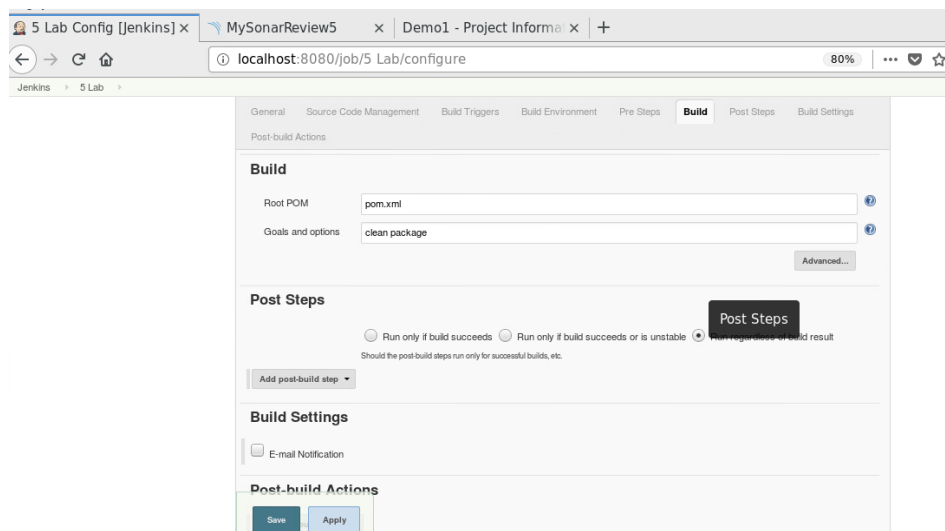 5 Lab Config [Jenkins] × MySonarReview5 × Demo1 - Project Informa × +
localhost:8080/job/5 Lab/configure 80%
Jenkins 5 Lab
General Source Code Management Build Triggers Build Environment Pre Steps Build Post Steps Build Settings
Post-build Actions
Build
Root POM pom.xml
Goals and options clean package
Advanced...
Post Steps
Post Steps
Run only if build succeeds Run only if build succeeds or is unstable Run regardless of build result
Should the post-build steps run only for successful builds, etc.
Add post-build step
Build Settings
E-mail Notification
Post-build Actions
Save Apply